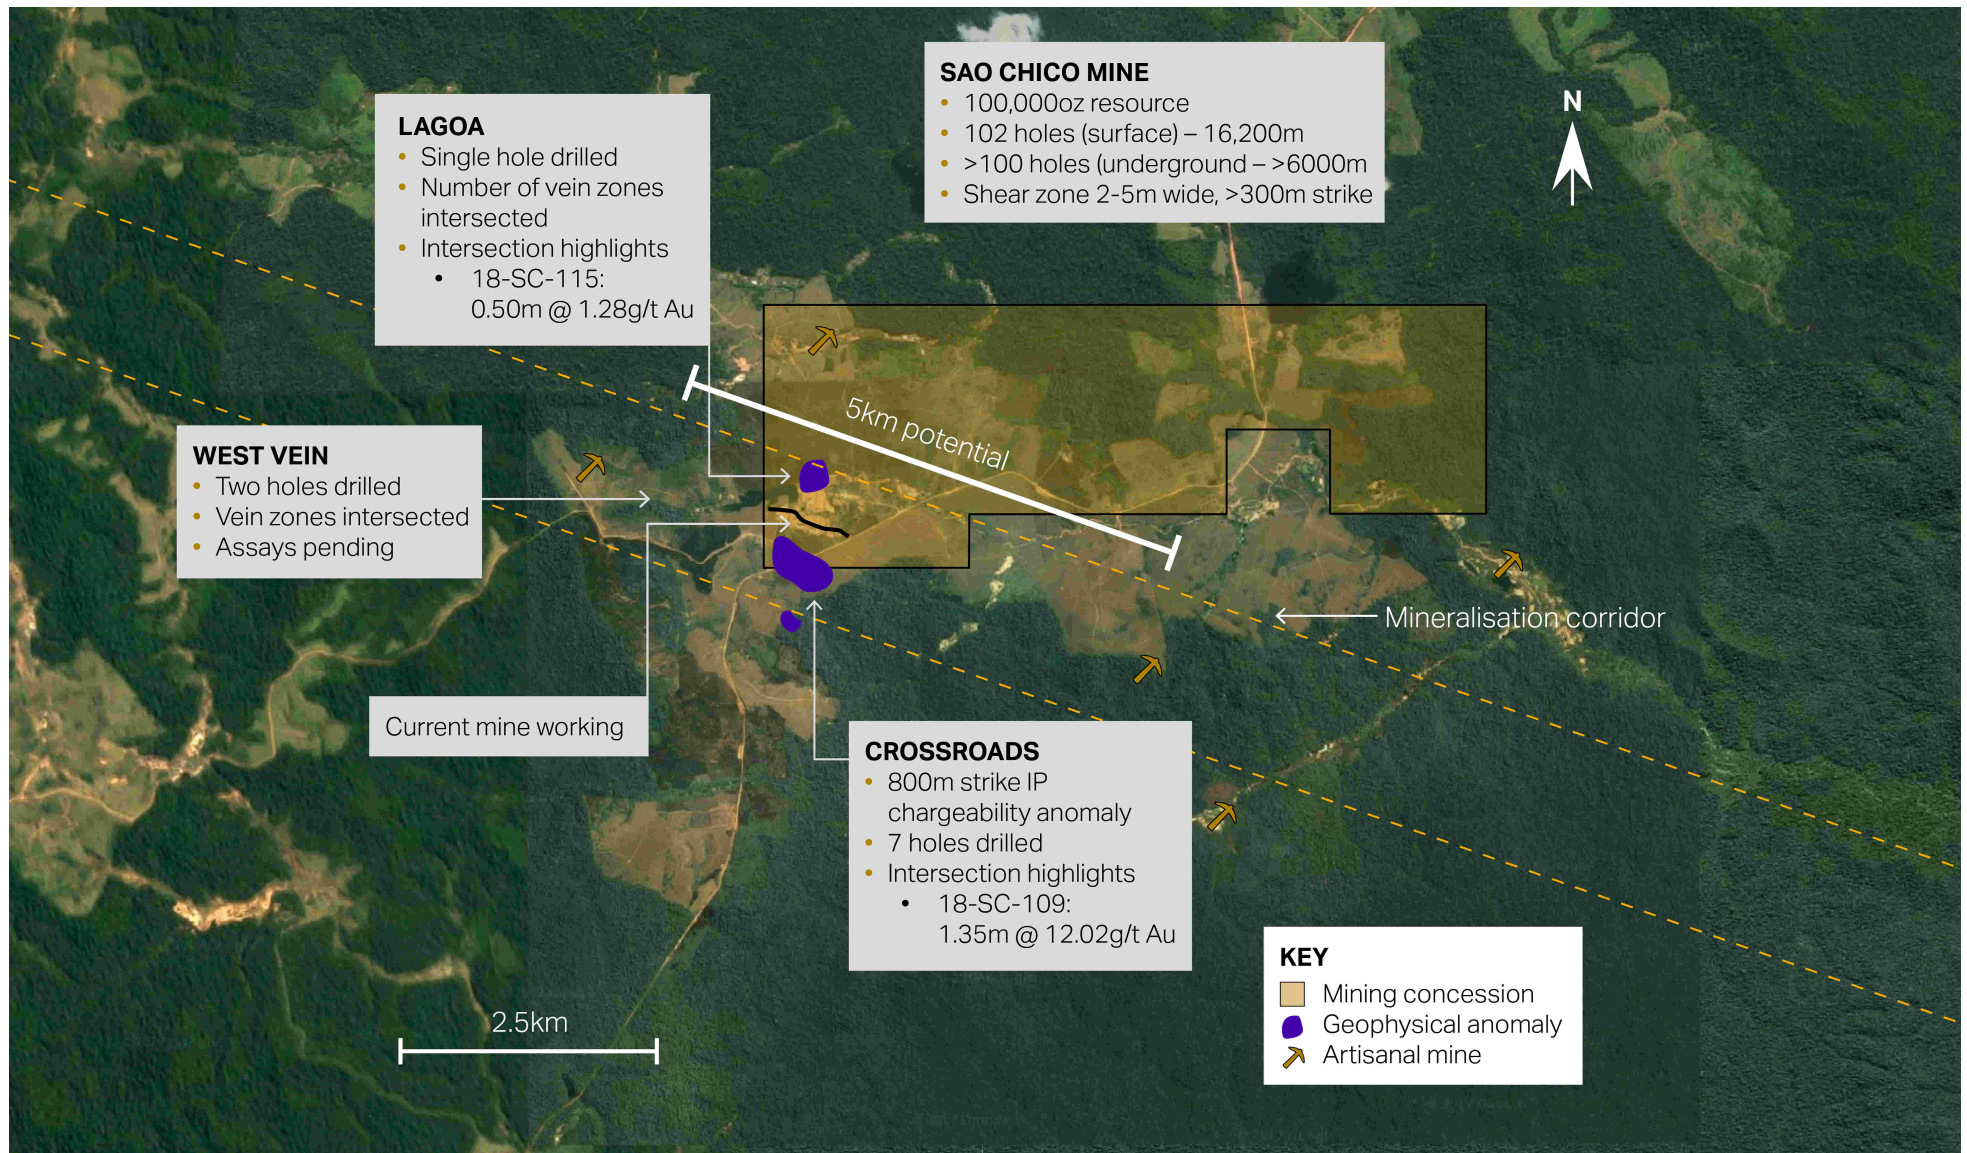 SAO CHICO MINE
• 100,000oz resource
• 102 holes (surface) – 16,200m
• >100 holes (underground – >6000m
• Shear zone 2-5m wide, >300m strike
N
LAGOA
• Single hole drilled
• Number of vein zones
intersected
• Intersection highlights
• 18-SC-115:
0.50m @ 1.28g/t Au
5km potential
WEST VEIN
• Two holes drilled
• Vein zones intersected
• Assays pending
Mineralisation corridor
Current mine working
CROSSROADS
• 800m strike IP
chargeability anomaly
• 7 holes drilled
• Intersection highlights
• 18-SC-109:
1.35m @ 12.02g/t Au
2.5km
KEY
Mining concession
Geophysical anomaly
Artisanal mine